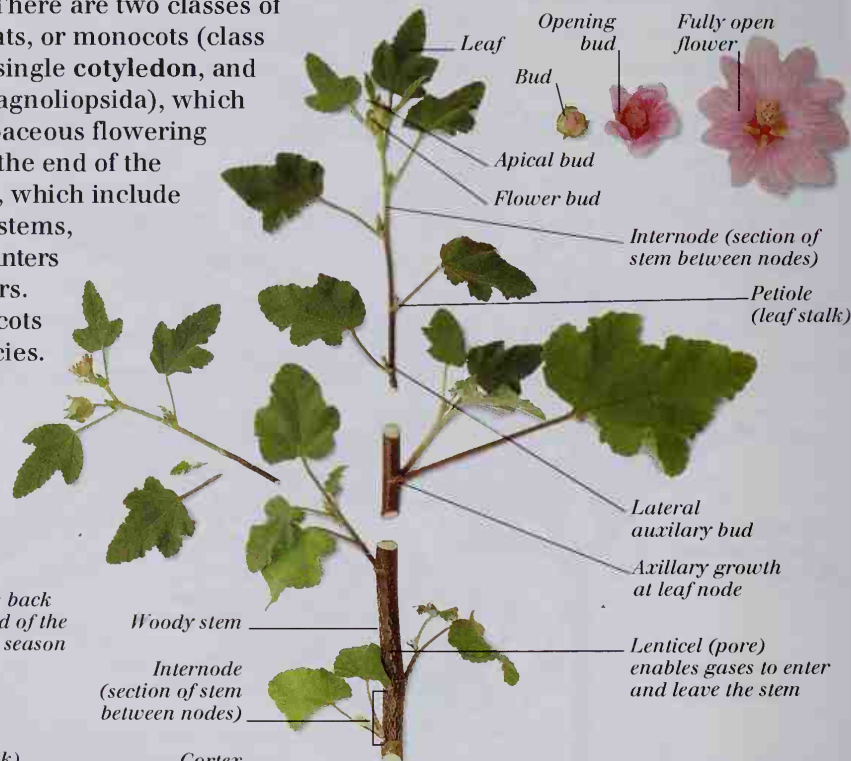 There are two classes of
ats, or monocots (class
single cotyledon, and
agnoliopsida), which
baceous flowering
the end of the
, which include
stems,
nters
rs.
cots
cies.
Leaf
Opening
bud
Fully open
flower
Bud
Apical bud
Flower bud
Internode (section of
stem between nodes)
Petiole
(leaf stalk)
Lateral
auxilary bud
Axillary growth
at leaf node
back
d of the
season
Woody stem
Lenticel (pore)
enables gases to enter
and leave the stem
Internode
(section of stem
between nodes)
k)
Cortex